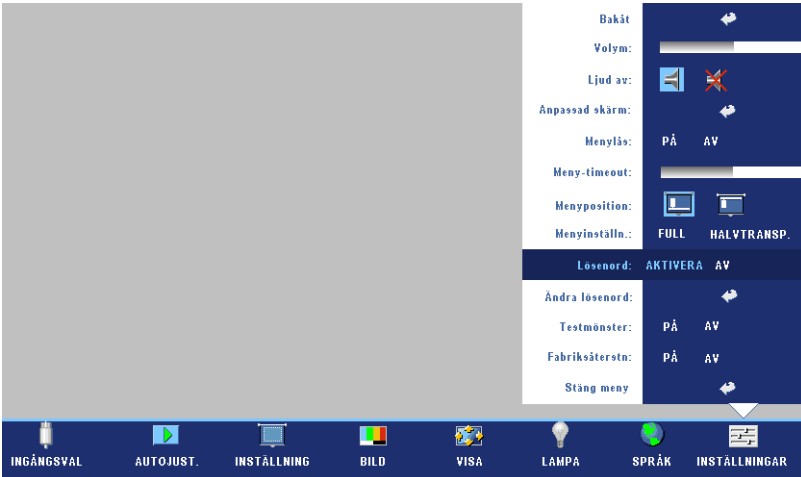 Bakåt
Volym:
Ljud av:
Anpassad skärm:
Menylås: PÅ AV
Meny-timeout:
Menyposition:
Menyinställn.: FULL HALVTRANSP.
Lösenord: AKTIVERA AV
Ändra lösenord:
Testmönster: PÅ AV
Fabriksåterstn: PÅ AV
Stäng meny
INGÅNGSVAL AUTOJUST. INSTÄLLNING BILD VISA LAMPA SPRÅK INSTÄLLNINGAR